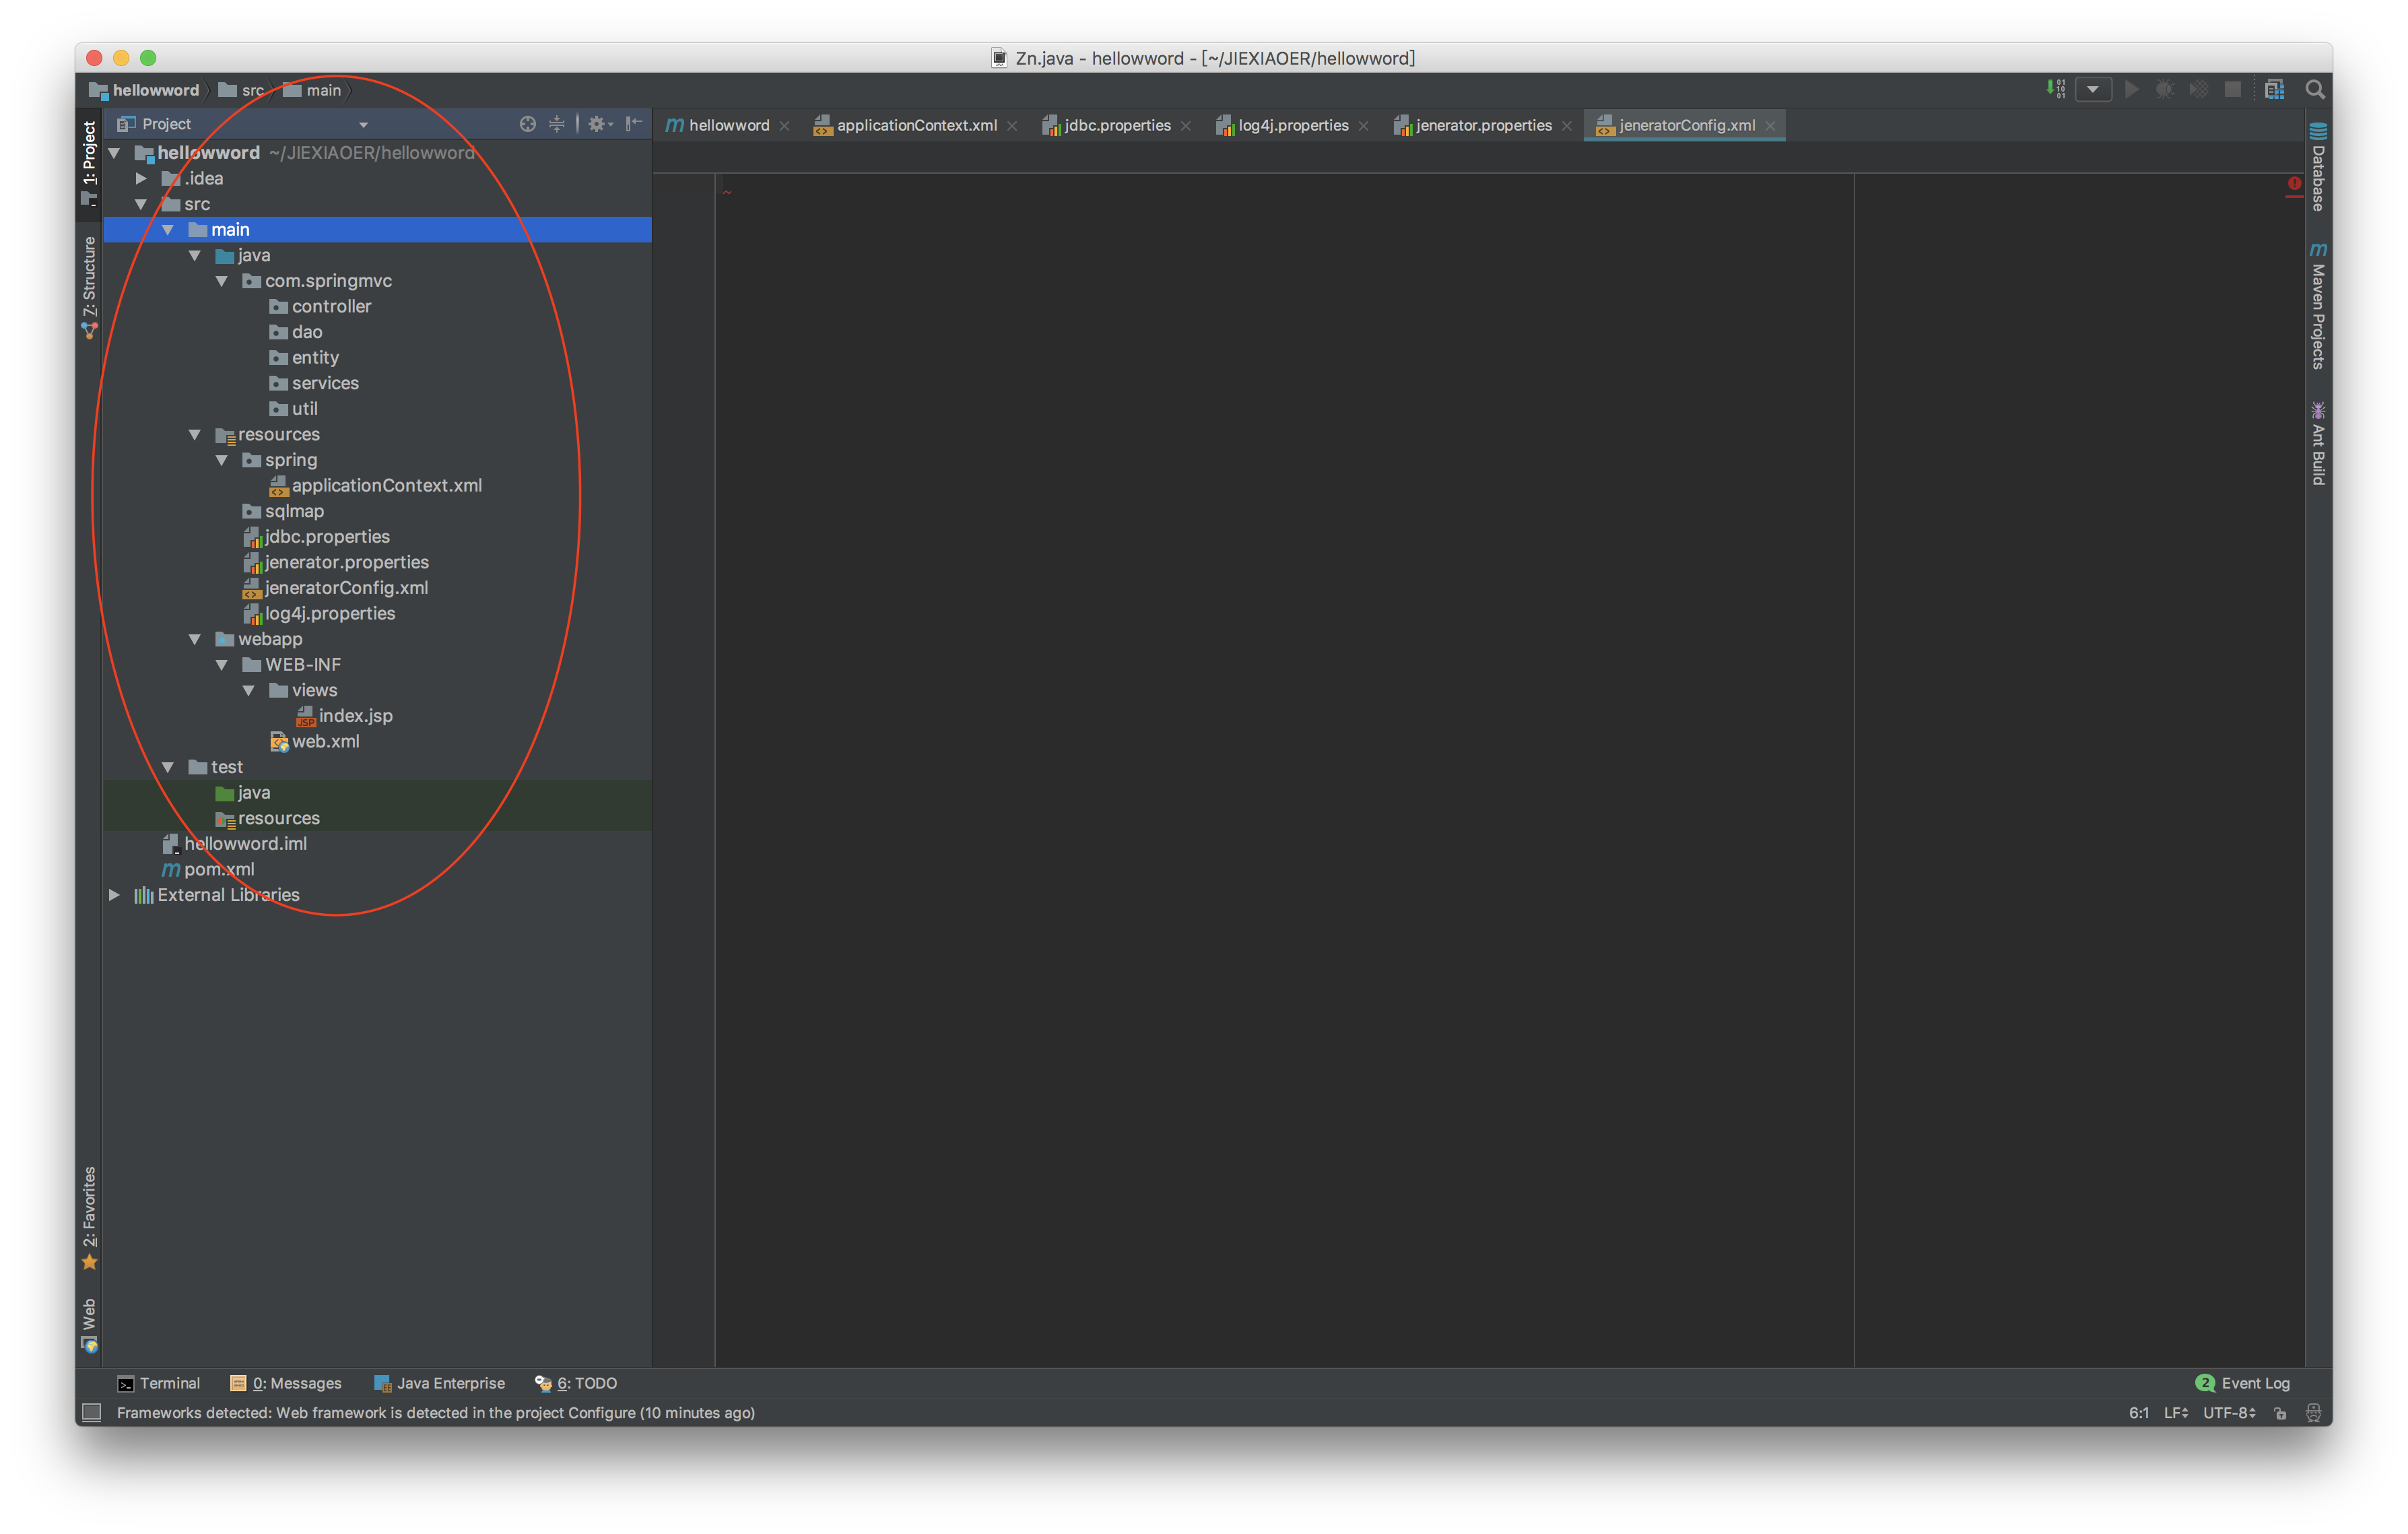 Zn.java - hellowword - [~/JIEXIAOER/hellowword]
hellowword src main
Project
hellowword applicationContext.xml jdbc.properties log4j.properties jenerator.properties jeneratorConfig.xml
hellowword ~/JIEXIAOER/hellowword
.idea
src
main
java
com.springmvc
controller
dao
entity
services
util
resources
spring
applicationContext.xml
sqlmap
jdbc.properties
jenerator.properties
jeneratorConfig.xml
log4j.properties
webapp
WEB-INF
views
index.jsp
web.xml
test
java
resources
hellowword.iml
pom.xml
External Libraries
1: Project
7: Structure
2: Favorites
Web
Database
Maven Projects
Ant Build
Terminal 0: Messages Java Enterprise 6: TODO 2 Event Log
Frameworks detected: Web framework is detected in the project Configure (10 minutes ago) 6:1 LF UTF-8